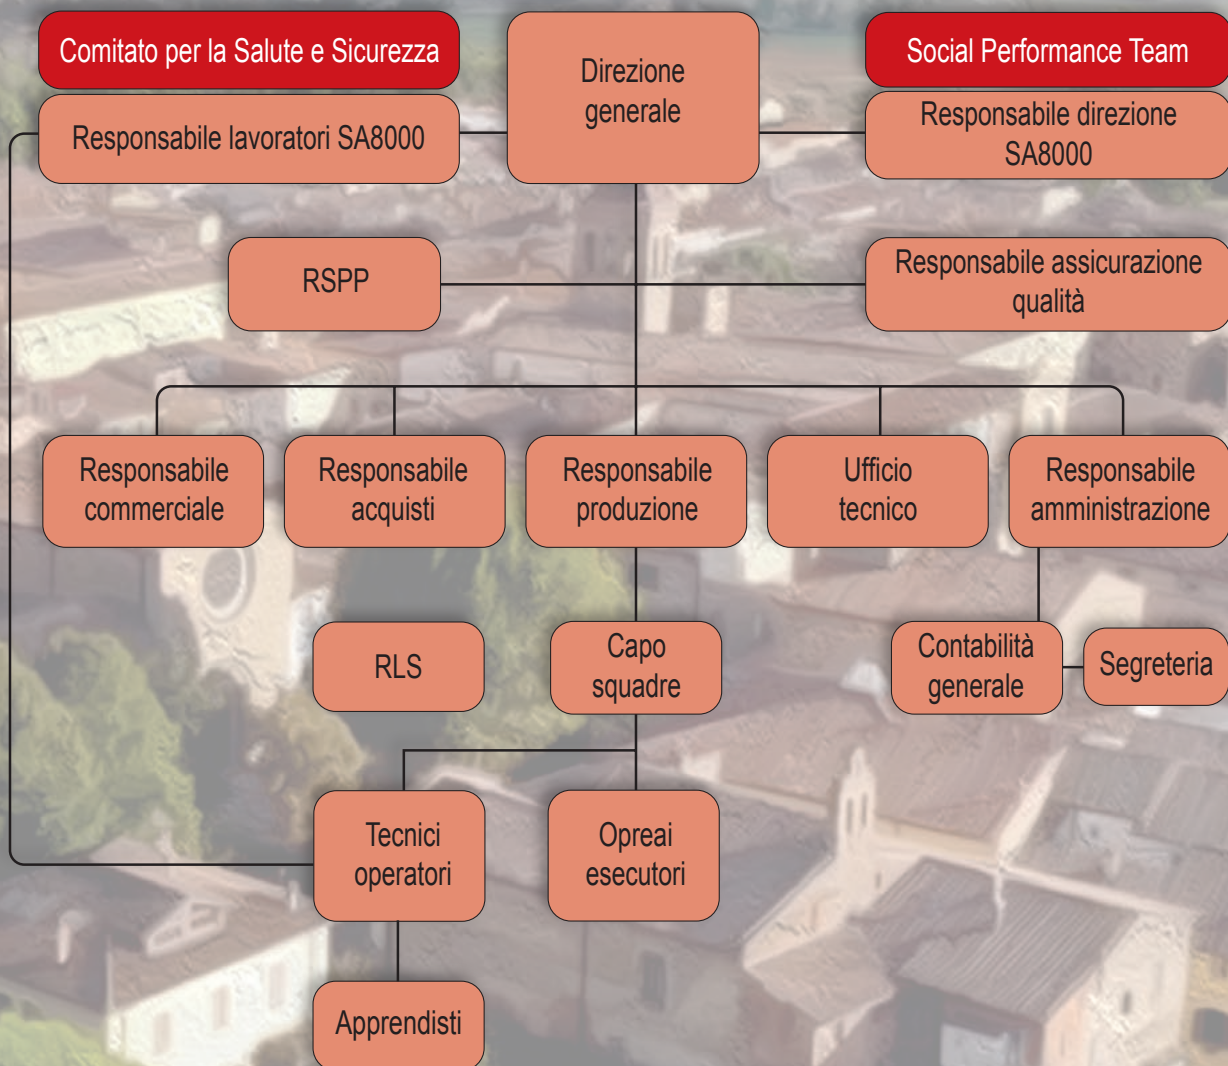 Comitato per la Salute e Sicurezza
Direzione
generale
Social Performance Team
Responsabile lavoratori SA8000
Responsabile direzione
SA8000
RSPP
Responsabile assicurazione
qualità
Responsabile
commerciale
Responsabile
acquisti
Responsabile
produzione
Ufficio
tecnico
Responsabile
amministrazione
RLS
Capo
squadre
Contabilità
generale
Segreteria
Tecnici
operatori
Opreai
esecutori
Apprendisti